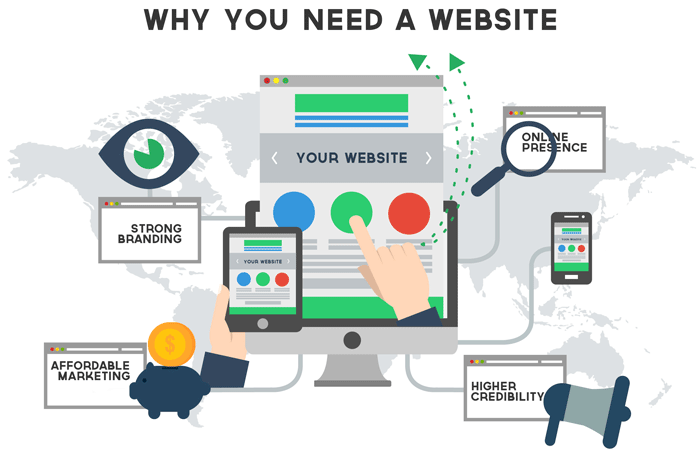 WHY YOU NEED A WEBSITE
YOUR WEBSITE
ONLINE
PRESENCE
STRONG
BRANDING
YOUR WEBSITE
YOUR WEBSITE
$
AFFORDABLE
MARKETING
HIGHER
CREDIBILITY